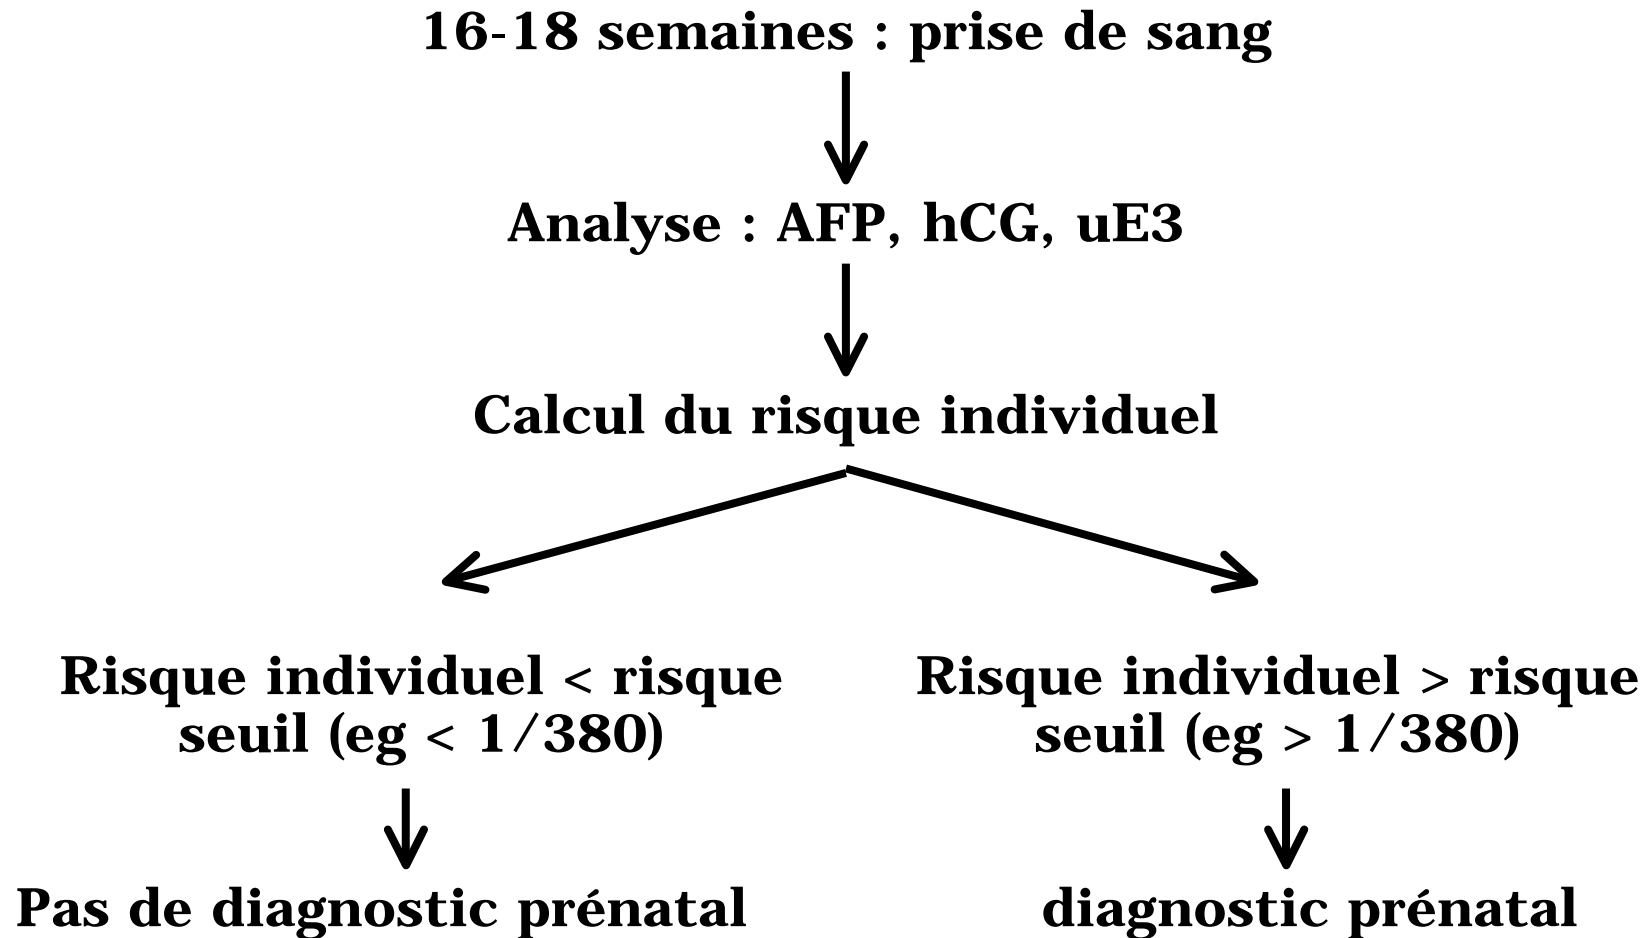 16-18 semaines : prise de sang
Analyse : AFP, hCG, uE3
Calcul du risque individuel
Risque individuel < risque
seuil (eg < 1/380)
Risque individuel > risque
seuil (eg > 1/380)
Pas de diagnostic prénatal
diagnostic prénatal